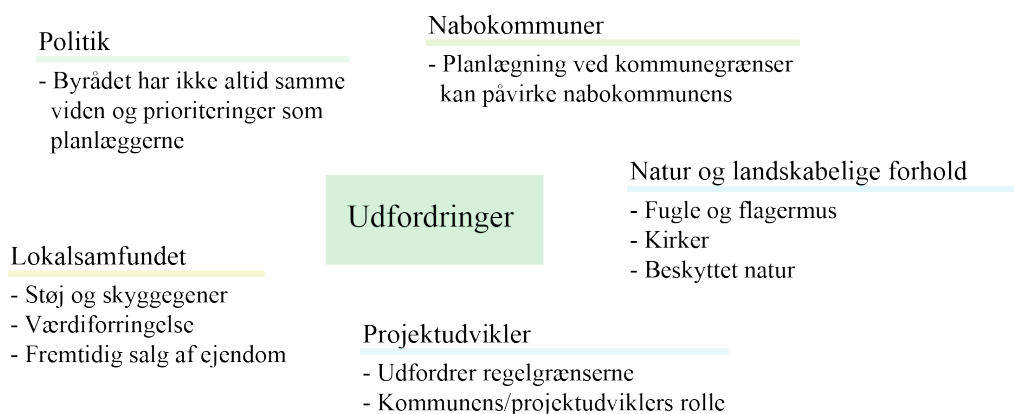 Politik
- Byrådet har ikke altid samme
viden og prioriteringer som
planlæggerne
Nabokommuner
- Planlægning ved kommunegrænser
kan påvirke nabokommunens
Natur og landskabelige forhold
- Fugle og flagermus
- Kirker
- Beskyttet natur
Udfordringer
Lokalsamfundet
- Støj og skyggegener
- Værdiforringelse
- Fremtidig salg af ejendom
Projektudvikler
- Udfordrer regelgrænserne
- Kommunens/projektudviklers rolle